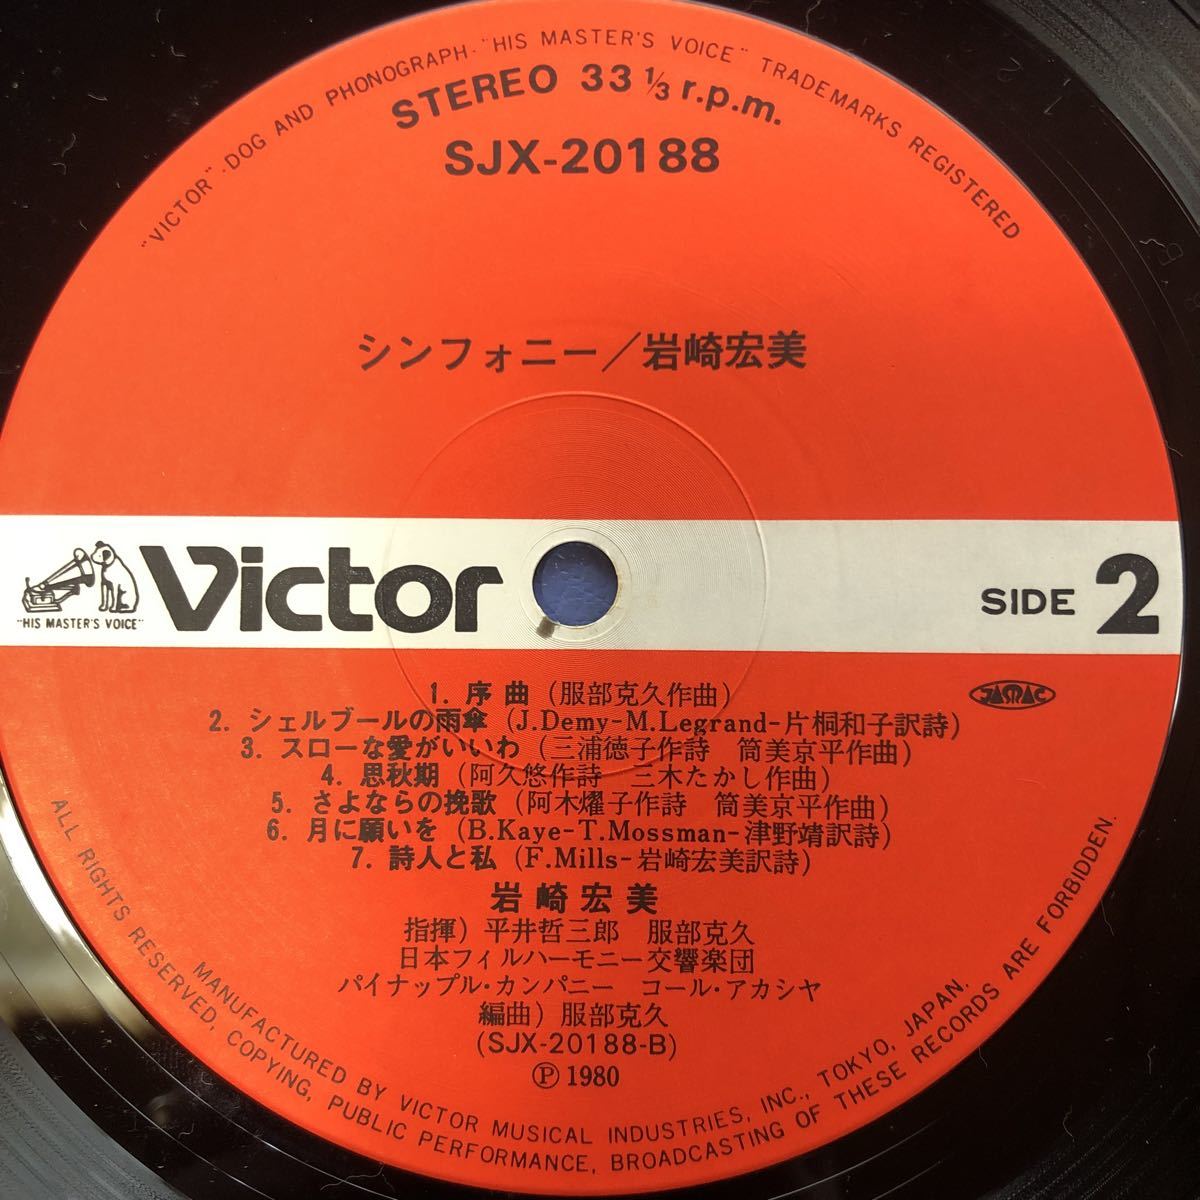 "VICTOR"-DOG AND PHONOGRAPH-"HIS MASTER'S VOICE" TRADEMARKS REGISTERED
STEREO 33 1/3 r.p.m.
SJX-20188
シンフォニー／岩崎宏美
"HIS MASTER'S VOICE"
Victor
SIDE 2
JASRAC
1. 序曲（服部克久作曲）
2. シェルブールの雨傘（J.Demy-M.Legrand-片桐和子訳詩）
3. スローな愛がいいわ（三浦徳子作詩 筒美京平作曲）
4. 思秋期（阿久悠作詩 三木たかし作曲）
5. さよならの挽歌（阿木燿子作詩 筒美京平作曲）
6. 月に願いを（B.Kaye-T.Mossman-津野靖訳詩）
7. 詩人と私（F.Mills-岩崎宏美訳詩）
岩崎宏美
指揮）平井哲三郎 服部克久
日本フィルハーモニー交響楽団
パイナップル・カンパニー コール・アカシヤ
編曲）服部克久
(SJX-20188-B)
Ⓟ 1980
MANUFACTURED BY VICTOR MUSICAL INDUSTRIES, INC., TOKYO, JAPAN.
ALL RIGHTS RESERVED, COPYING, PUBLIC PERFORMANCE, BROADCASTING OF THESE RECORDS ARE FORBIDDEN.